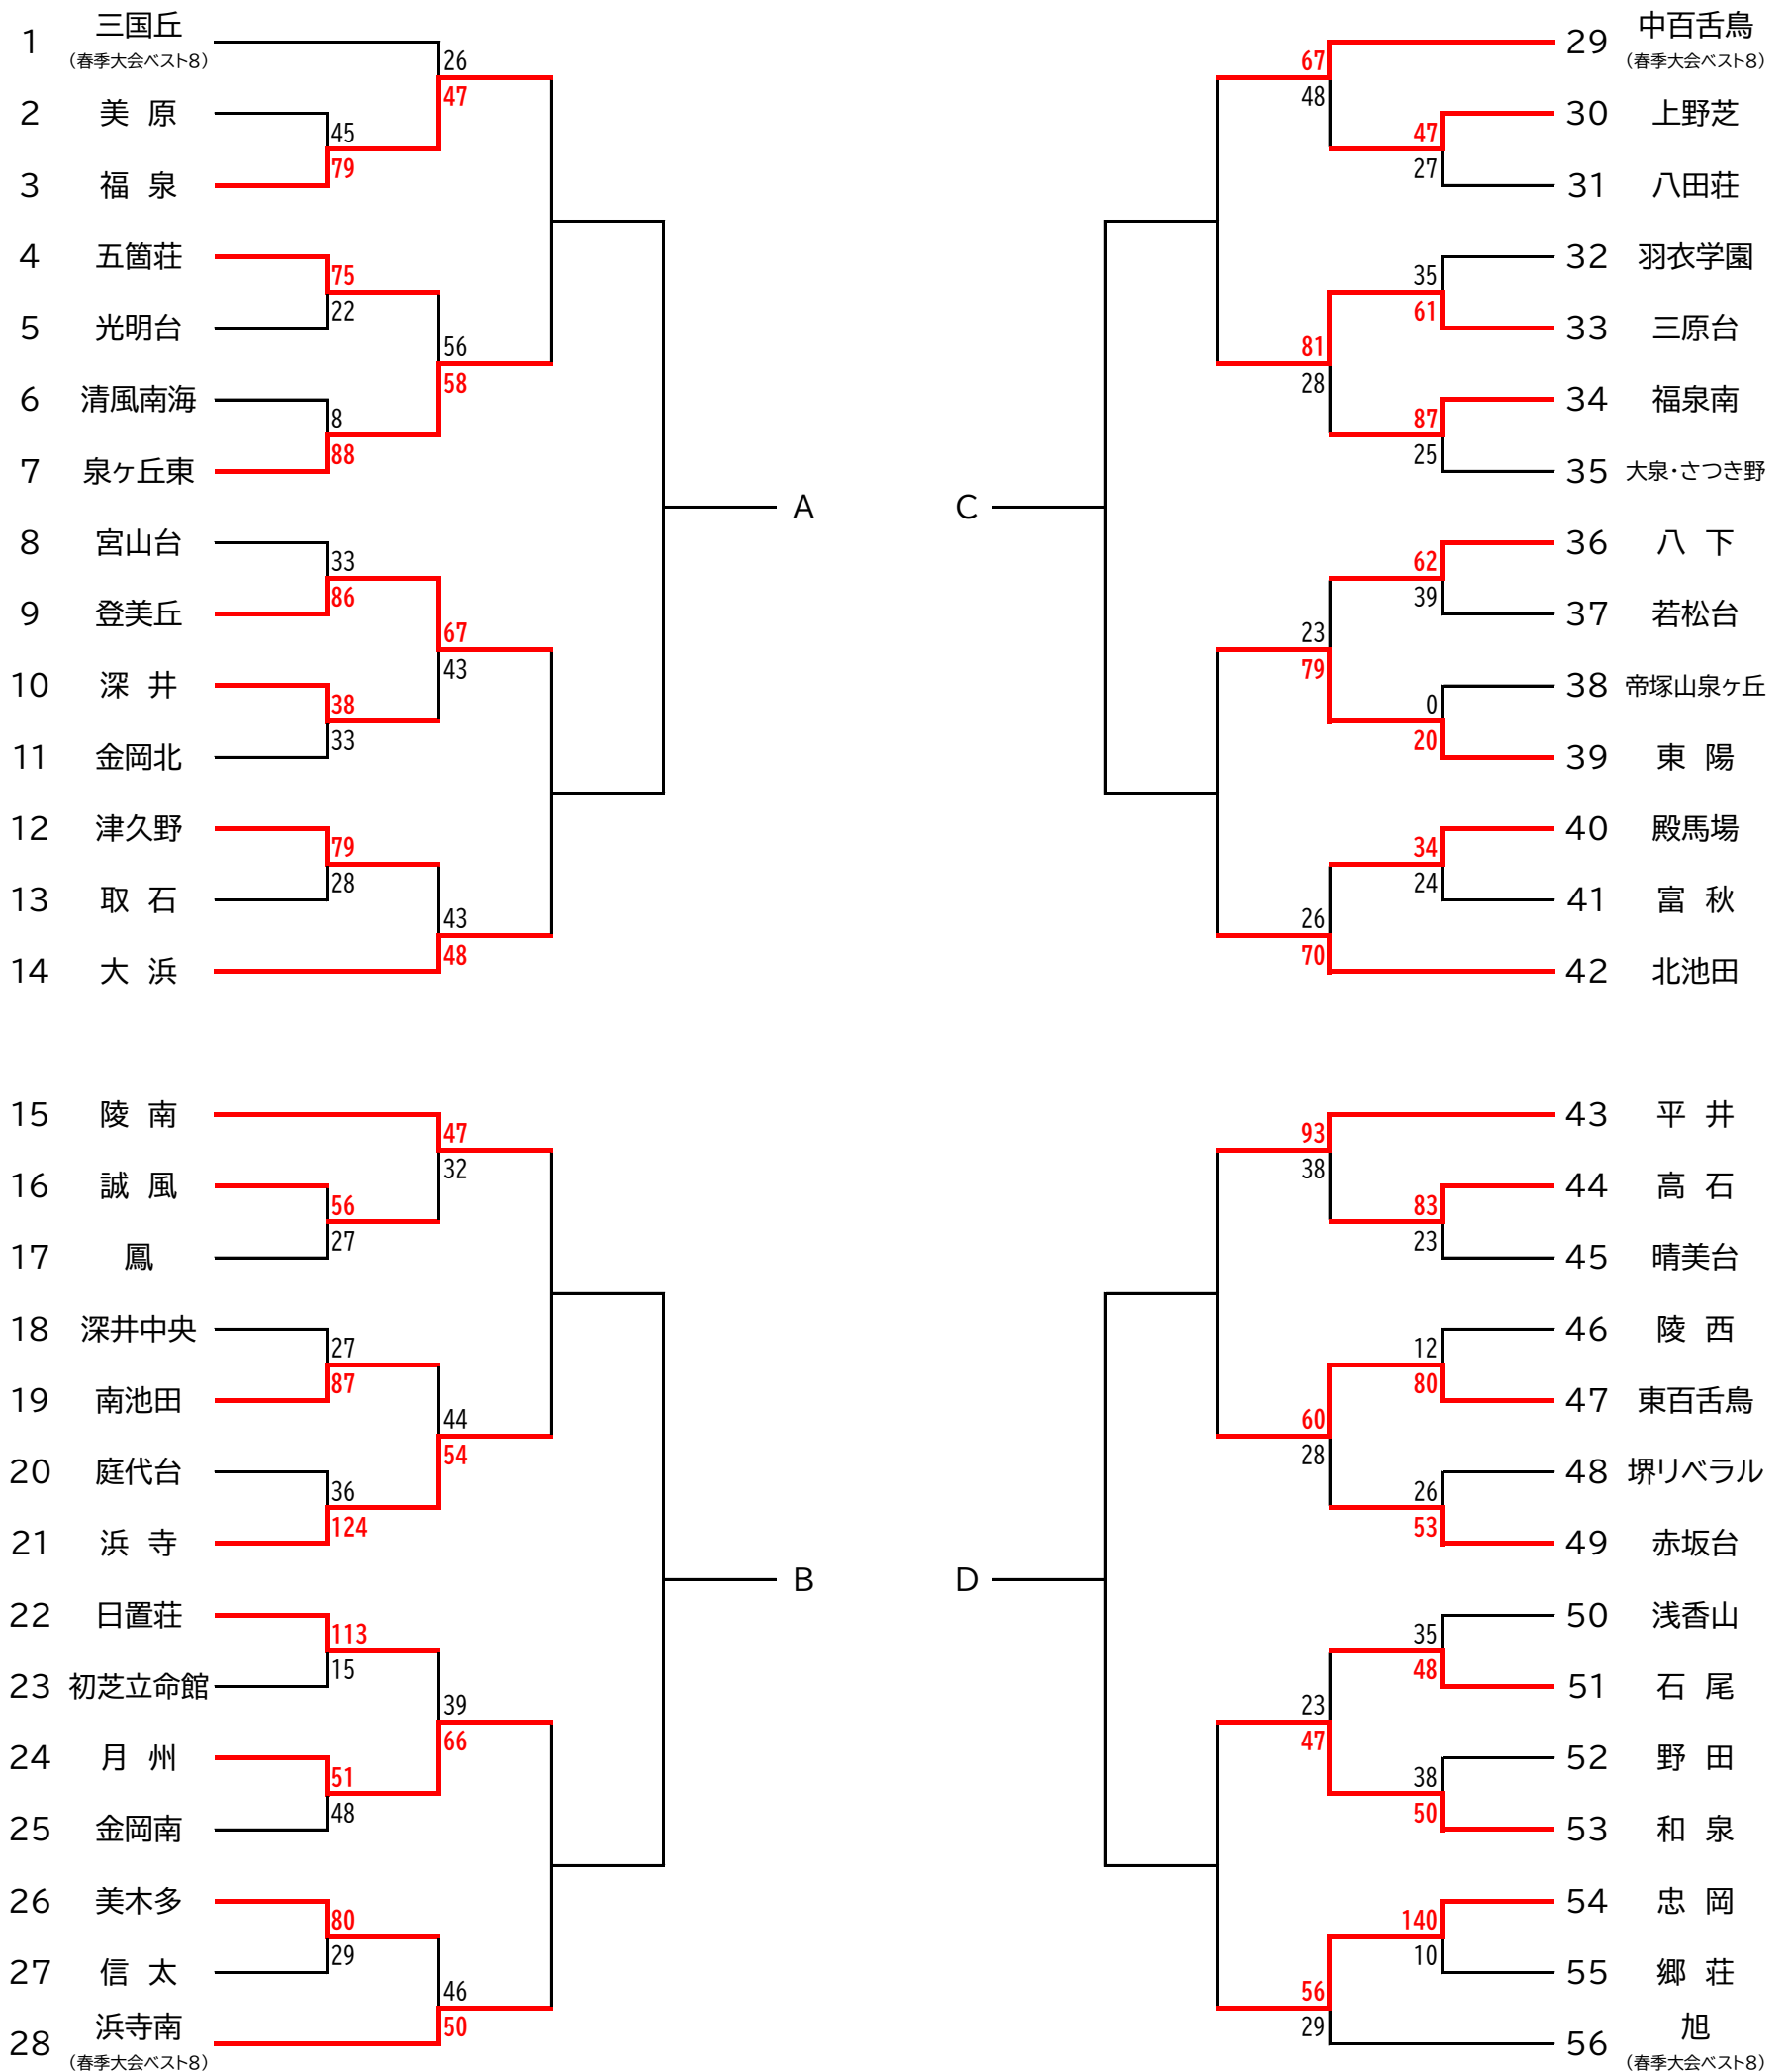 1 三国丘
(春季大会ベスト8)
26
47
2 美 原
45
79
3 福 泉
4 五箇荘
75
22
5 光明台
56
58
6 清風南海
8
88
7 泉ヶ丘東
A
8 宮山台
33
86
9 登美丘
67
43
10 深 井
38
33
11 金岡北
12 津久野
79
28
13 取 石
43
48
14 大 浜
15 陵 南
47
32
16 誠 風
56
27
17 鳳
18 深井中央
27
87
19 南池田
44
54
20 庭代台
36
124
21 浜 寺
B
22 日置荘
113
15
23 初芝立命館
39
66
24 月 州
51
48
25 金岡南
26 美木多
80
29
27 信 太
46
50
28 浜寺南
(春季大会ベスト8)
29 中百舌鳥
(春季大会ベスト8)
67
48
30 上野芝
47
27
31 八田荘
32 羽衣学園
35
61
33 三原台
81
28
34 福泉南
87
25
35 大泉・さつき野
C
36 八 下
62
39
37 若松台
23
79
38 帝塚山泉ヶ丘
0
20
39 東 陽
40 殿馬場
34
24
41 富 秋
26
70
42 北池田
43 平 井
93
38
44 高 石
83
23
45 晴美台
46 陵 西
12
80
47 東百舌鳥
60
28
48 堺リベラル
26
53
49 赤坂台
D
50 浅香山
35
48
51 石 尾
23
47
52 野 田
38
50
53 和 泉
54 忠 岡
140
10
55 郷 荘
56
29
56 旭
(春季大会ベスト8)